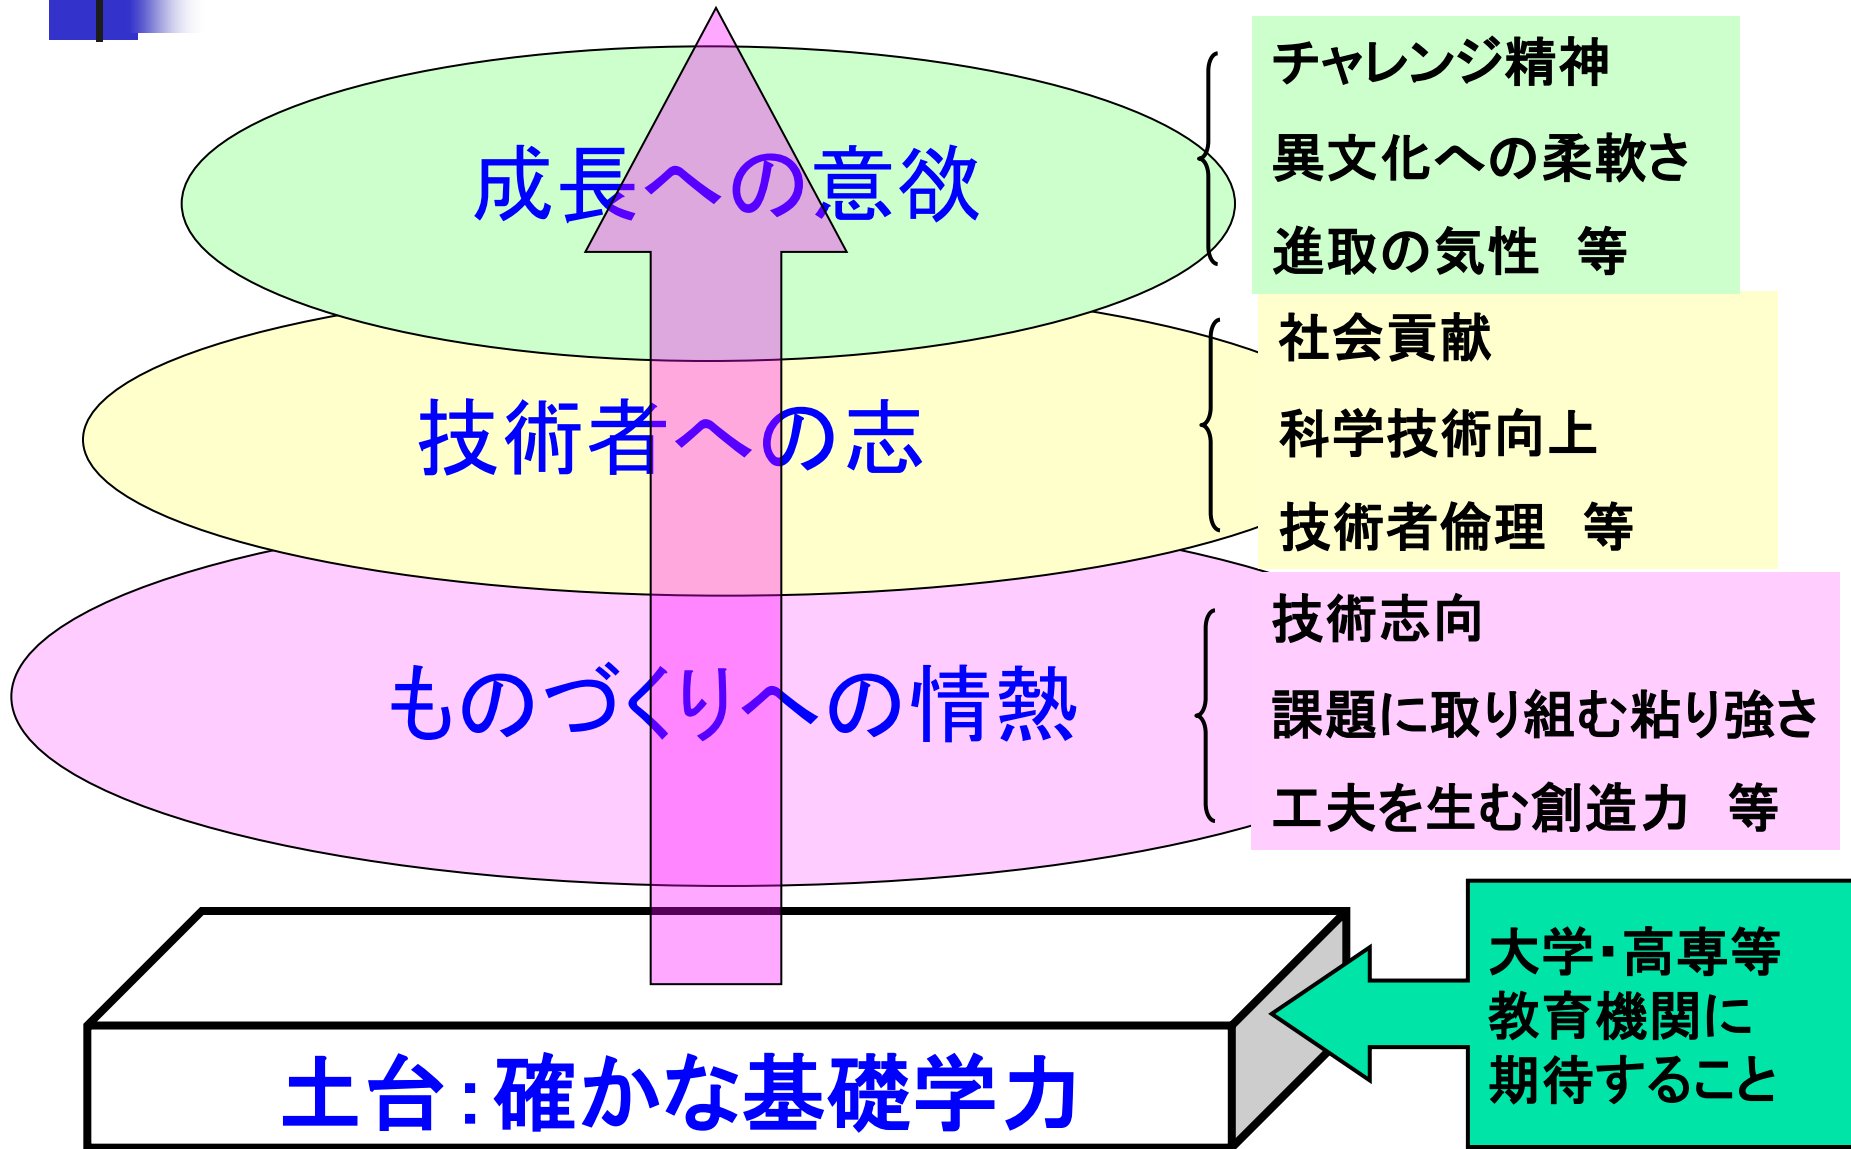 成長への意欲
チャレンジ精神
異文化への柔軟さ
進取の気性　等
技術者への志
社会貢献
科学技術向上
技術者倫理　等
ものづくりへの情熱
技術志向
課題に取り組む粘り強さ
工夫を生む創造力　等
土台：確かな基礎学力
大学・高専等
教育機関に
期待すること